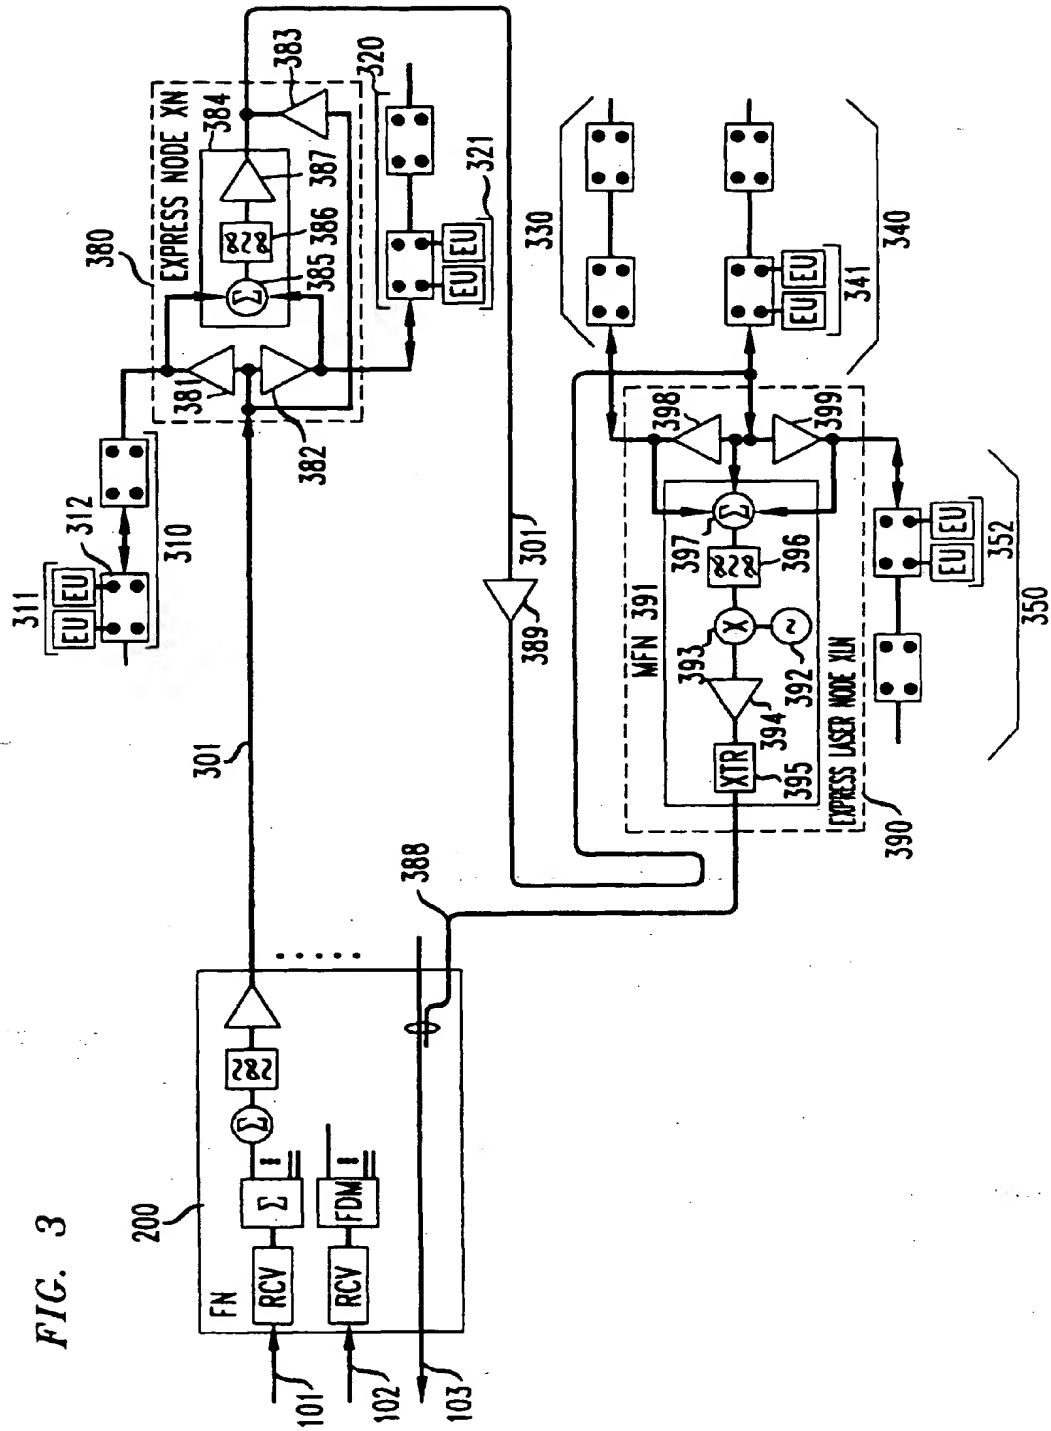 FIG. 3
200
FN
RCV
Σ
Σ
RCV
FDM
101
102
103
388
301
311
EU
EU
312
310
380
EXPRESS NODE XN
381
382
383
384
385
Σ
386
387
320
EU
EU
321
301
389
330
340
EU
EU
341
EXPRESS LASER NODE XLN
390
MFN 391
392
393
X
394
XTR
395
396
397
Σ
398
399
EU
EU
352
350